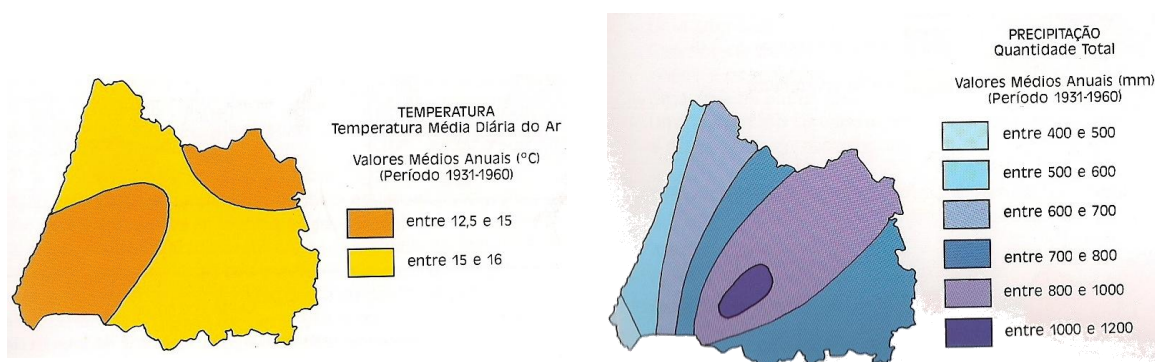 TEMPERATURA
Temperatura Média Diária do Ar
Valores Médios Anuais (ºC)
(Período 1931-1960)
entre 12,5 e 15
entre 15 e 16
PRECIPITAÇÃO
Quantidade Total
Valores Médios Anuais (mm)
(Período 1931-1960)
entre 400 e 500
entre 500 e 600
entre 600 e 700
entre 700 e 800
entre 800 e 1000
entre 1000 e 1200